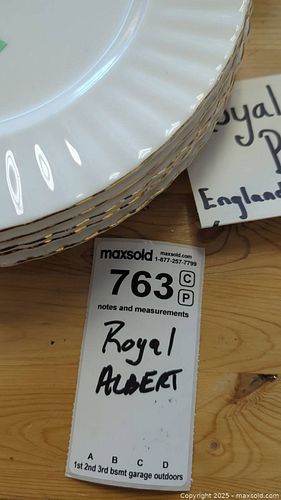 England
maxsold maxsold.com
1-877-257-7799
763 C
P
notes and measurements
Royal
ALBERT
A B C D
1st 2nd 3rd bsmt garage outdoors
Copyright 2025 - maxsold.com